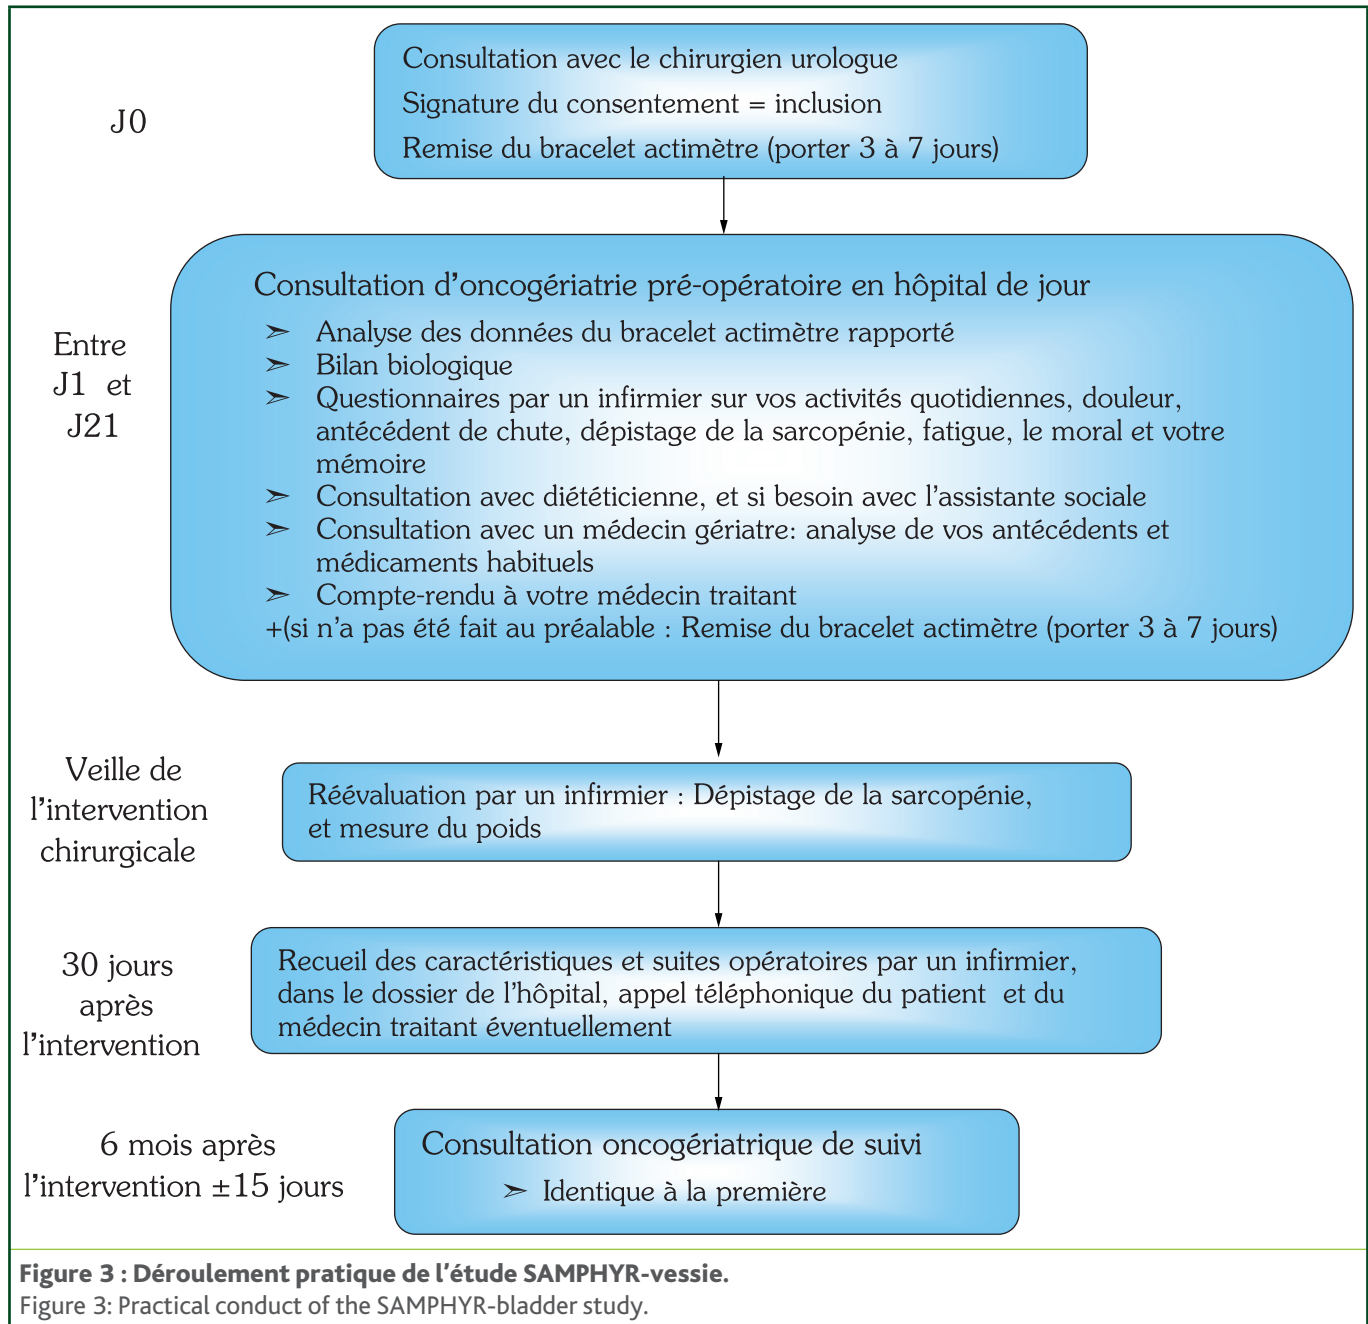 J0
Consultation avec le chirurgien urologue
Signature du consentement = inclusion
Remise du bracelet actimètre (porter 3 à 7 jours)
Entre
J1 et
J21
Consultation d'oncogériatrie pré-opératoire en hôpital de jour
➢ Analyse des données du bracelet actimètre rapporté
➢ Bilan biologique
➢ Questionnaires par un infirmier sur vos activités quotidiennes, douleur,
antécédent de chute, dépistage de la sarcopénie, fatigue, le moral et votre
mémoire
➢ Consultation avec diététicienne, et si besoin avec l'assistante sociale
➢ Consultation avec un médecin gériatre: analyse de vos antécédents et
médicaments habituels
➢ Compte-rendu à votre médecin traitant
+(si n'a pas été fait au préalable : Remise du bracelet actimètre (porter 3 à 7 jours)
Veille de
l'intervention
chirurgicale
Réévaluation par un infirmier : Dépistage de la sarcopénie,
et mesure du poids
30 jours
après
l'intervention
Recueil des caractéristiques et suites opératoires par un infirmier,
dans le dossier de l'hôpital, appel téléphonique du patient et du
médecin traitant éventuellement
6 mois après
l'intervention ±15 jours
Consultation oncogériatrique de suivi
➢ Identique à la première
Figure 3 : Déroulement pratique de l'étude SAMPHYR-vessie.
Figure 3: Practical conduct of the SAMPHYR-bladder study.